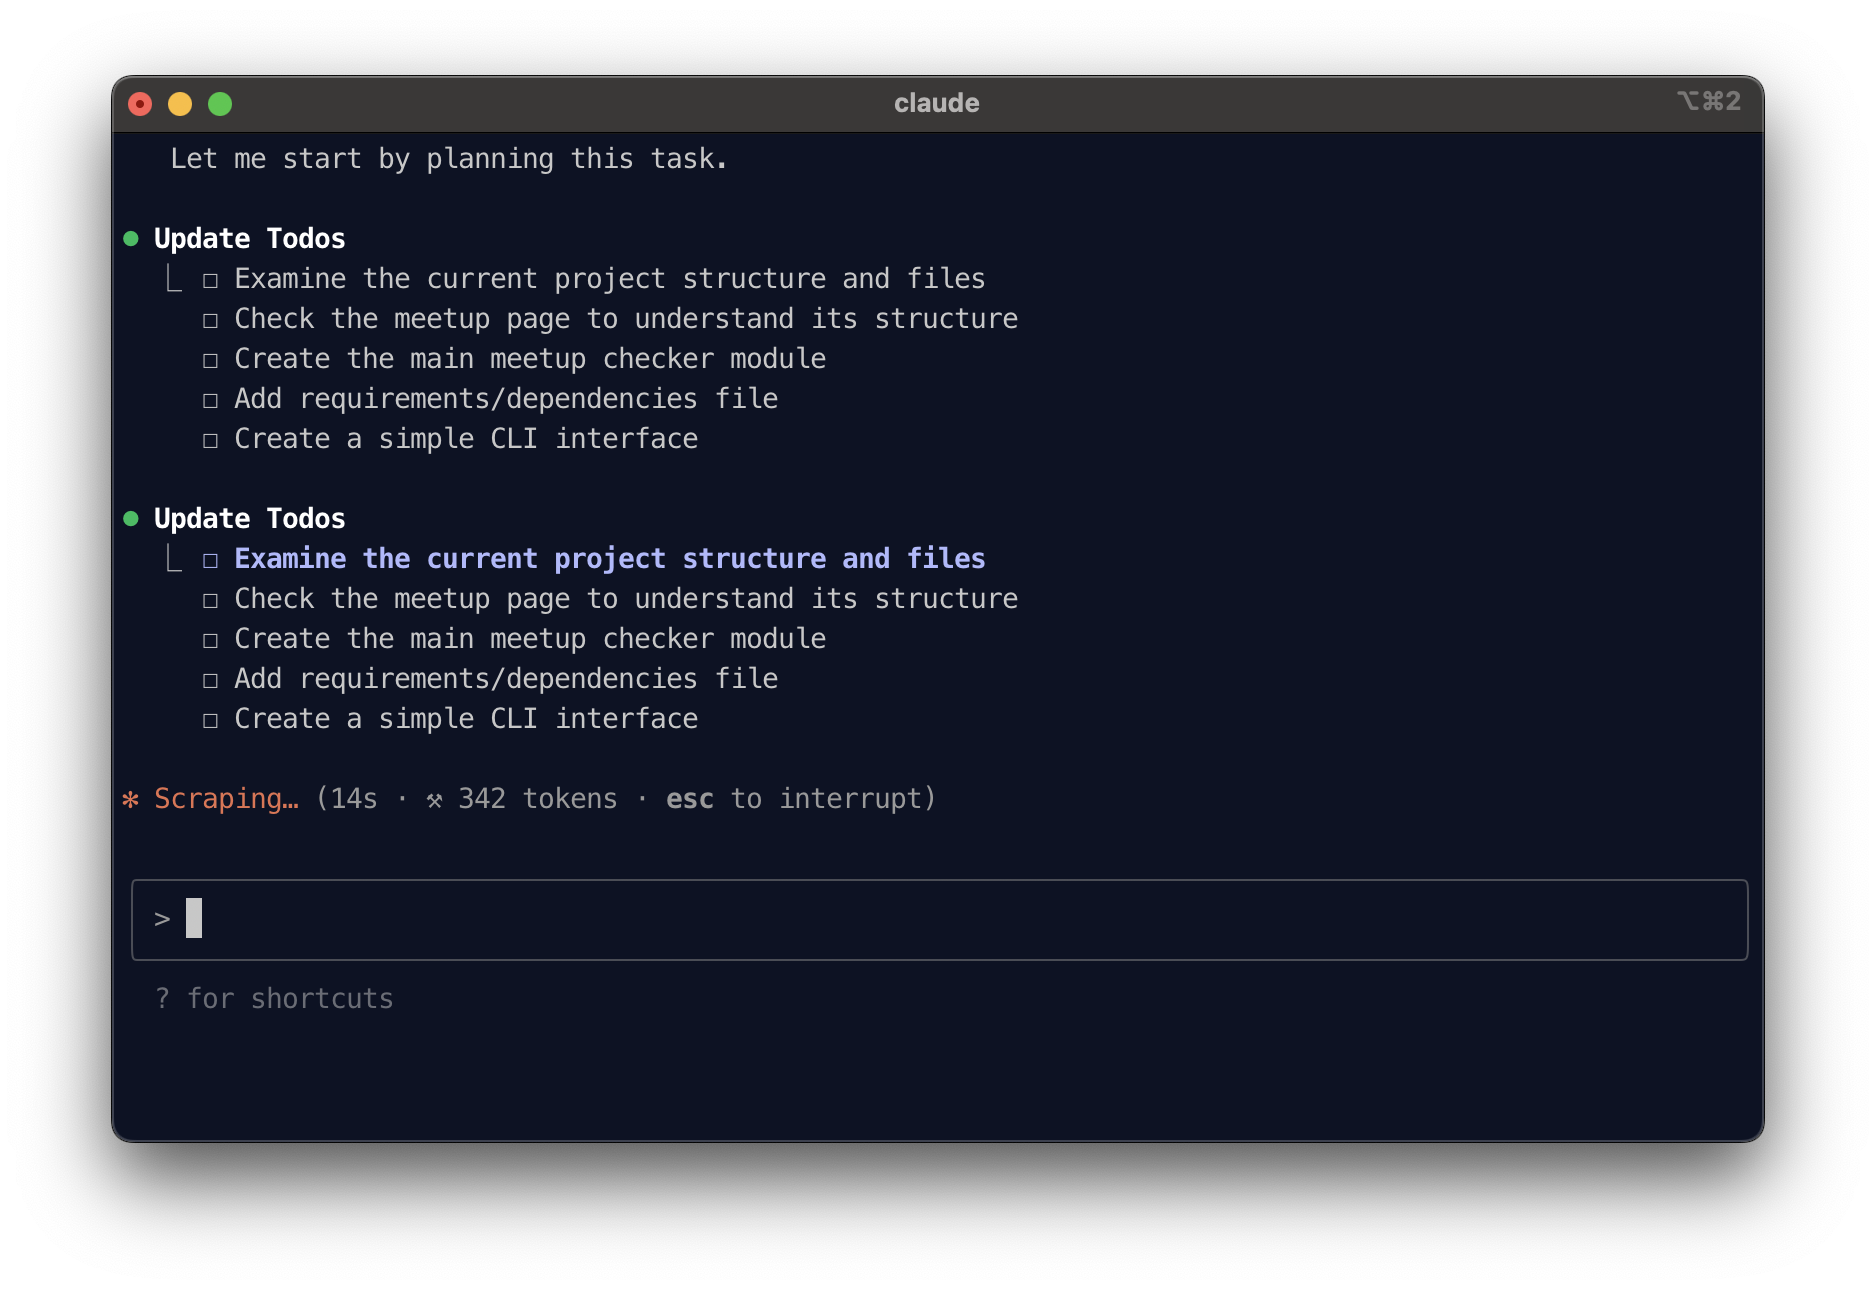 claude
⌥⌘2
Let me start by planning this task.
● Update Todos
⎿ ☐ Examine the current project structure and files
☐ Check the meetup page to understand its structure
☐ Create the main meetup checker module
☐ Add requirements/dependencies file
☐ Create a simple CLI interface
● Update Todos
⎿ ☐ Examine the current project structure and files
☐ Check the meetup page to understand its structure
☐ Create the main meetup checker module
☐ Add requirements/dependencies file
☐ Create a simple CLI interface
✻ Scraping… (14s · ⚒ 342 tokens · esc to interrupt)
>
? for shortcuts